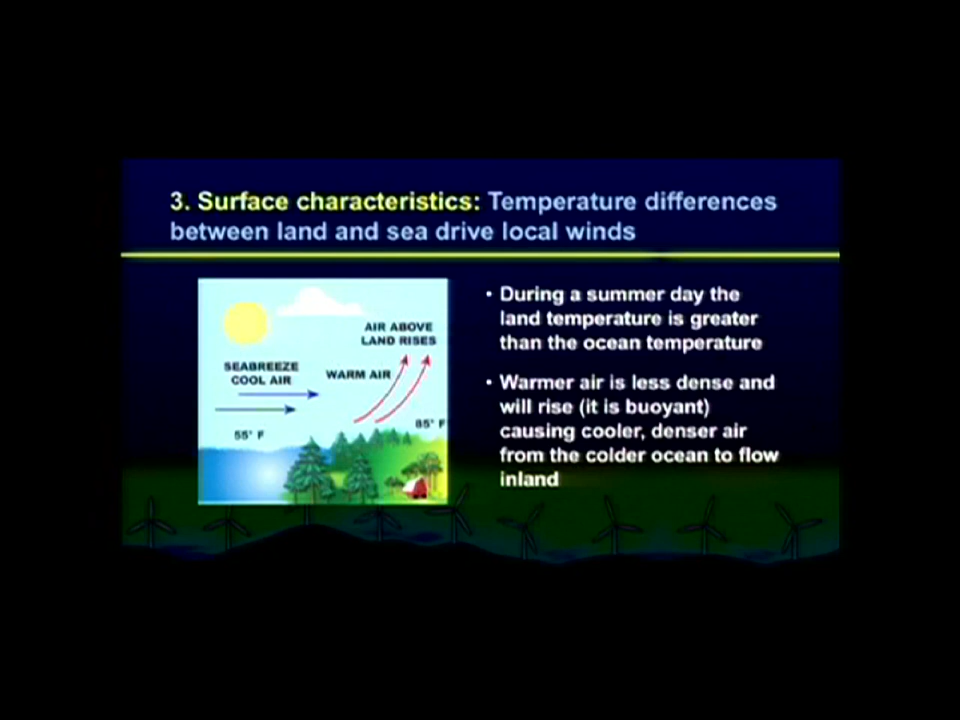 3. Surface characteristics: Temperature differences
between land and sea drive local winds
AIR ABOVE
LAND RISES
SEABREEZE
COOL AIR
WARM AIR
85° F
55° F
• During a summer day the
land temperature is greater
than the ocean temperature
• Warmer air is less dense and
will rise (it is buoyant)
causing cooler, denser air
from the colder ocean to flow
inland